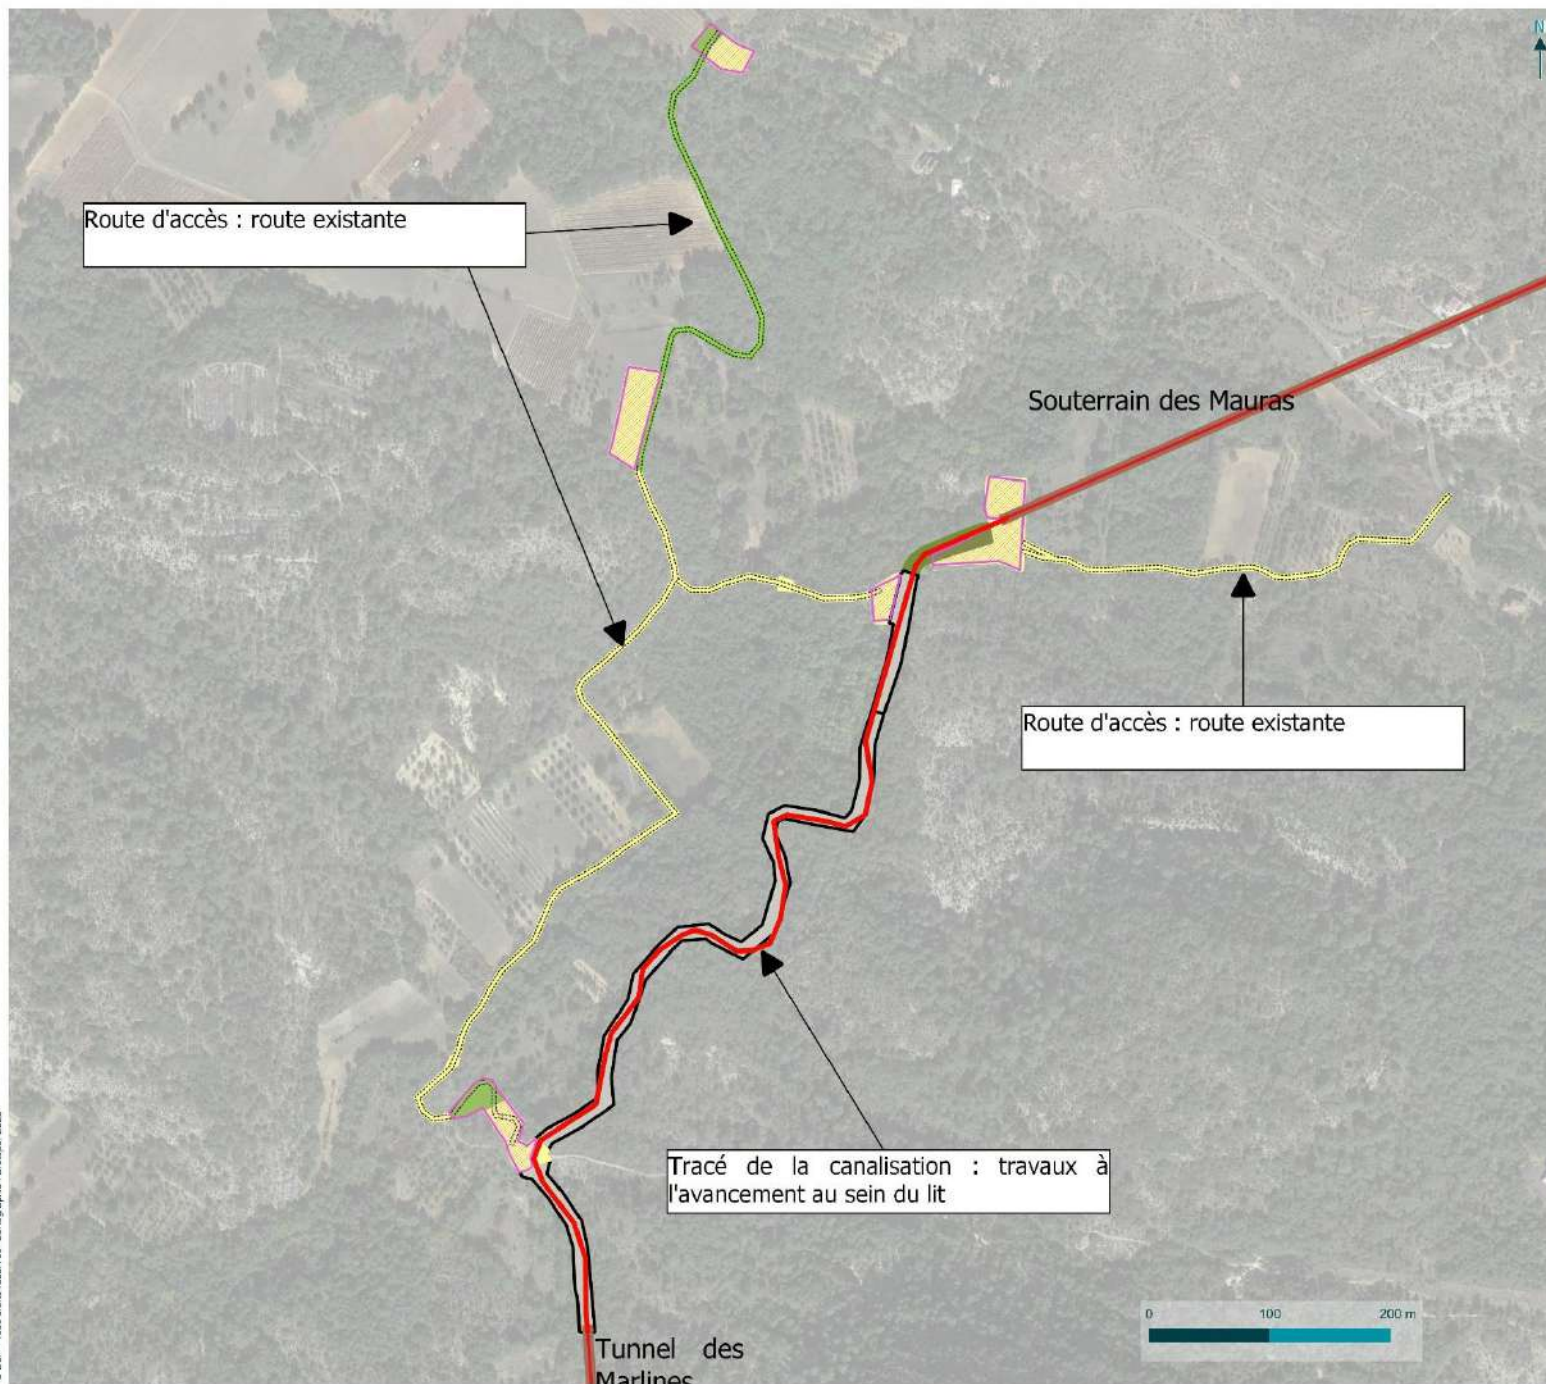 N
Route d'accès : route existante
Souterrain des Mauras
Route d'accès : route existante
Tracé de la canalisation : travaux à
l'avancement au sein du lit
0 100 200 m
Tunnel des
Marlines